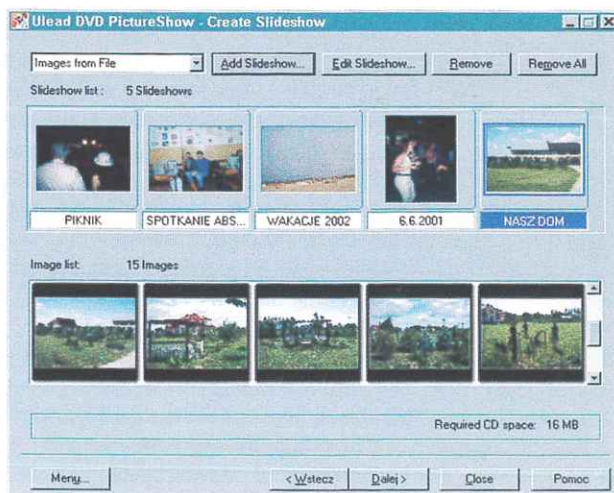 Ulead DVD PictureShow - Create Slideshow
Images from File Add Slideshow... Edit Slideshow... Remove Remove All
Slideshow list : 5 Slideshows
PIKNIK SPOTKANIE ABS... WAKACJE 2002 6.6.2001 NASZ DOM
Image list: 15 Images
Required CD space: 16 MB
Menu... < Wstecz Dalej > Close Pomoc